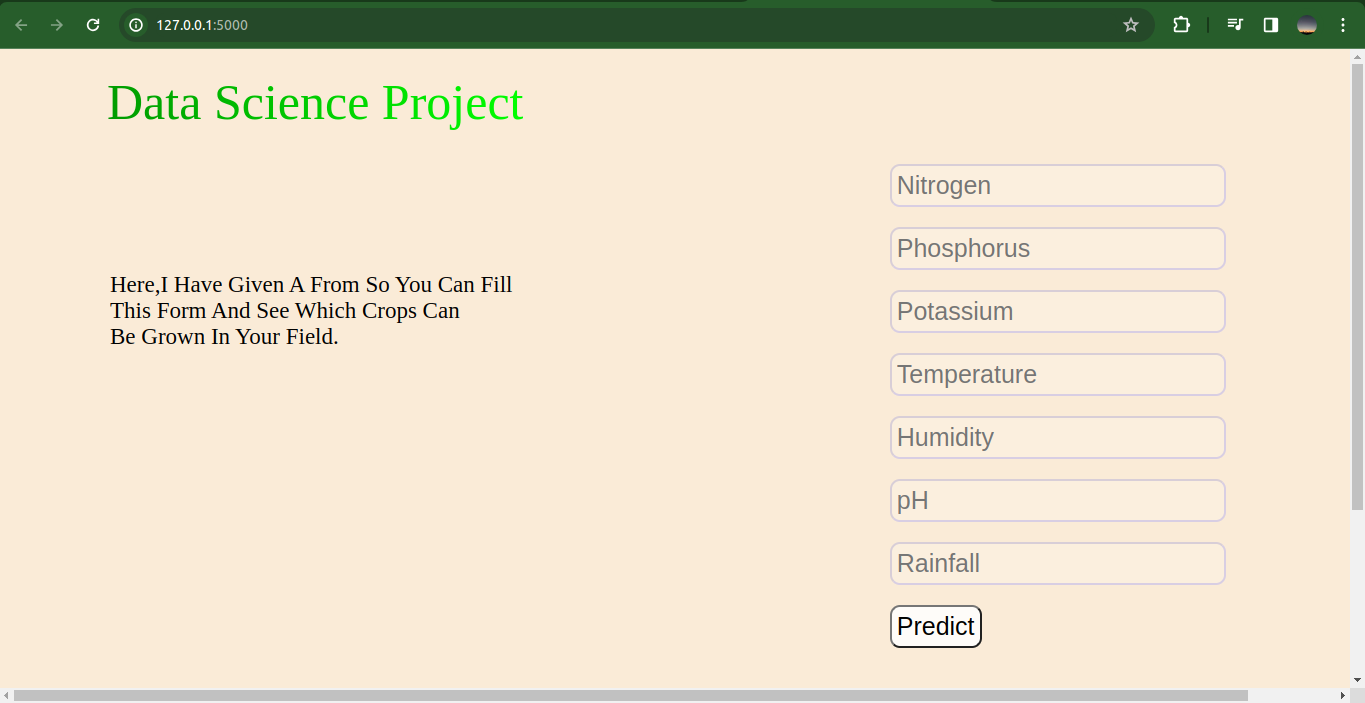 127.0.0.1:5000
Data Science Project
Nitrogen
Phosphorus
Here,I Have Given A From So You Can Fill
This Form And See Which Crops Can
Be Grown In Your Field.
Potassium
Temperature
Humidity
pH
Rainfall
Predict